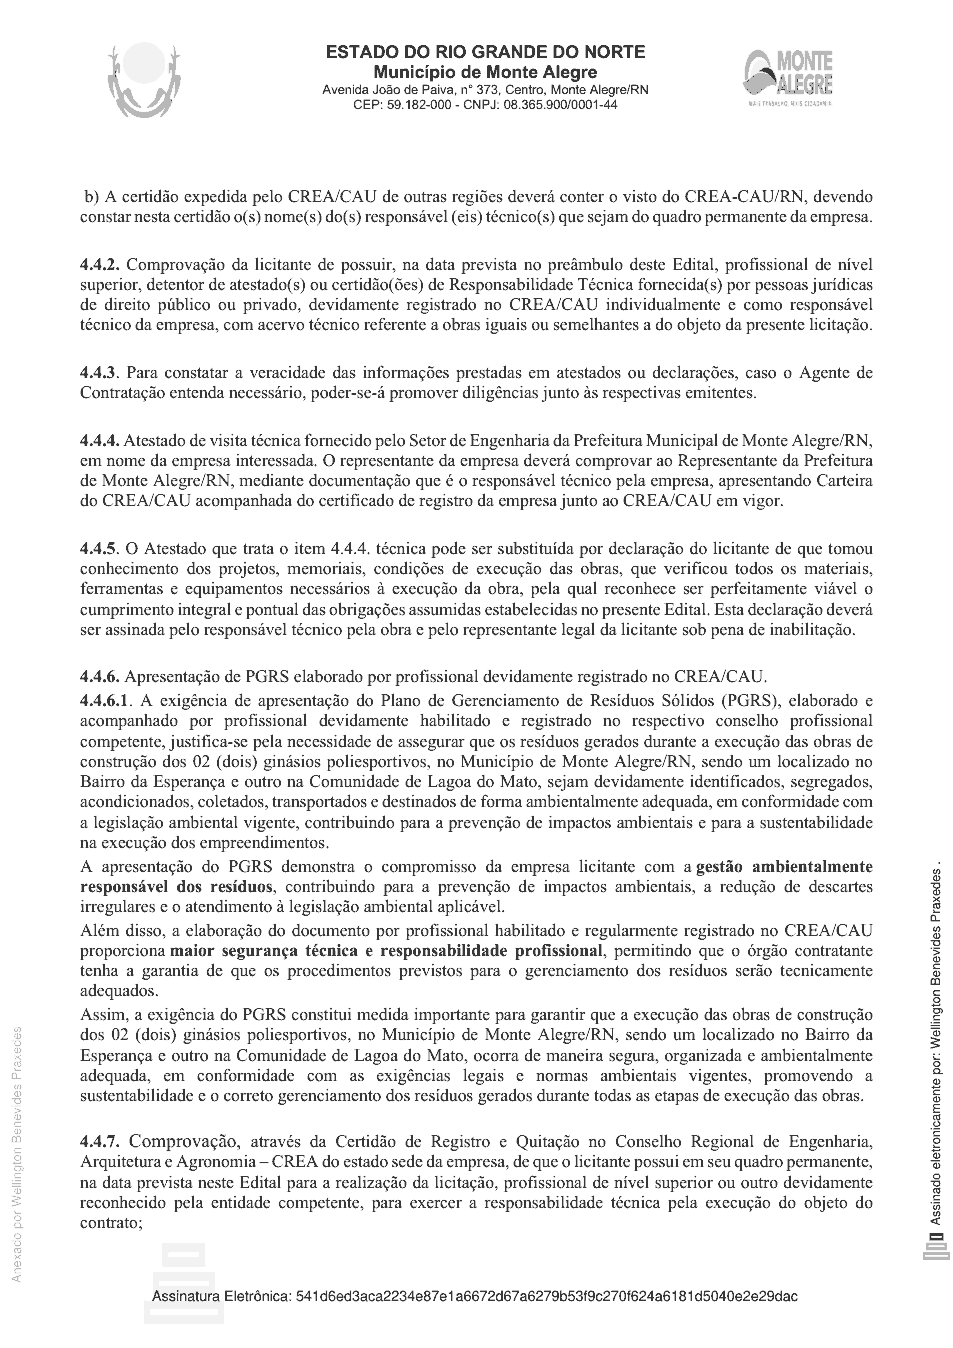 ESTADO DO RIO GRANDE DO NORTE
Município de Monte Alegre
Avenida João de Paiva, n° 373, Centro, Monte Alegre/RN
CEP: 59.182-000 - CNPJ: 08.365.900/0001-44
MONTE
ALEGRE
MAIS TRABALHO, MAIS CIDADANIA
b) A certidão expedida pelo CREA/CAU de outras regiões deverá conter o visto do CREA-CAU/RN, devendo
constar nesta certidão o(s) nome(s) do(s) responsável (eis) técnico(s) que sejam do quadro permanente da empresa.
4.4.2. Comprovação da licitante de possuir, na data prevista no preâmbulo deste Edital, profissional de nível
superior, detentor de atestado(s) ou certidão(ões) de Responsabilidade Técnica fornecida(s) por pessoas jurídicas
de direito público ou privado, devidamente registrado no CREA/CAU individualmente e como responsável
técnico da empresa, com acervo técnico referente a obras iguais ou semelhantes a do objeto da presente licitação.
4.4.3. Para constatar a veracidade das informações prestadas em atestados ou declarações, caso o Agente de
Contratação entenda necessário, poder-se-á promover diligências junto às respectivas emitentes.
4.4.4. Atestado de visita técnica fornecido pelo Setor de Engenharia da Prefeitura Municipal de Monte Alegre/RN,
em nome da empresa interessada. O representante da empresa deverá comprovar ao Representante da Prefeitura
de Monte Alegre/RN, mediante documentação que é o responsável técnico pela empresa, apresentando Carteira
do CREA/CAU acompanhada do certificado de registro da empresa junto ao CREA/CAU em vigor.
4.4.5. O Atestado que trata o item 4.4.4. técnica pode ser substituída por declaração do licitante de que tomou
conhecimento dos projetos, memoriais, condições de execução das obras, que verificou todos os materiais,
ferramentas e equipamentos necessários à execução da obra, pela qual reconhece ser perfeitamente viável o
cumprimento integral e pontual das obrigações assumidas estabelecidas no presente Edital. Esta declaração deverá
ser assinada pelo responsável técnico pela obra e pelo representante legal da licitante sob pena de inabilitação.
4.4.6. Apresentação de PGRS elaborado por profissional devidamente registrado no CREA/CAU.
4.4.6.1. A exigência de apresentação do Plano de Gerenciamento de Resíduos Sólidos (PGRS), elaborado e
acompanhado por profissional devidamente habilitado e registrado no respectivo conselho profissional
competente, justifica-se pela necessidade de assegurar que os resíduos gerados durante a execução das obras de
construção dos 02 (dois) ginásios poliesportivos, no Município de Monte Alegre/RN, sendo um localizado no
Bairro da Esperança e outro na Comunidade de Lagoa do Mato, sejam devidamente identificados, segregados,
acondicionados, coletados, transportados e destinados de forma ambientalmente adequada, em conformidade com
a legislação ambiental vigente, contribuindo para a prevenção de impactos ambientais e para a sustentabilidade
na execução dos empreendimentos.
A apresentação do PGRS demonstra o compromisso da empresa licitante com a gestão ambientalmente
responsável dos resíduos, contribuindo para a prevenção de impactos ambientais, a redução de descartes
irregulares e o atendimento à legislação ambiental aplicável.
Além disso, a elaboração do documento por profissional habilitado e regularmente registrado no CREA/CAU
proporciona maior segurança técnica e responsabilidade profissional, permitindo que o órgão contratante
tenha a garantia de que os procedimentos previstos para o gerenciamento dos resíduos serão tecnicamente
adequados.
Assim, a exigência do PGRS constitui medida importante para garantir que a execução das obras de construção
dos 02 (dois) ginásios poliesportivos, no Município de Monte Alegre/RN, sendo um localizado no Bairro da
Esperança e outro na Comunidade de Lagoa do Mato, ocorra de maneira segura, organizada e ambientalmente
adequada, em conformidade com as exigências legais e normas ambientais vigentes, promovendo a
sustentabilidade e o correto gerenciamento dos resíduos gerados durante todas as etapas de execução das obras.
4.4.7. Comprovação, através da Certidão de Registro e Quitação no Conselho Regional de Engenharia,
Arquitetura e Agronomia – CREA do estado sede da empresa, de que o licitante possui em seu quadro permanente,
na data prevista neste Edital para a realização da licitação, profissional de nível superior ou outro devidamente
reconhecido pela entidade competente, para exercer a responsabilidade técnica pela execução do objeto do
contrato;
Assinatura Eletrônica: 541d6ed3aca2234e87e1a6672d67a6279b53f9c270f624a6181d5040e2e29dac
Anexado por Wellington Benevides Praxedes
Assinado eletronicamente por: Wellington Benevides Praxedes .